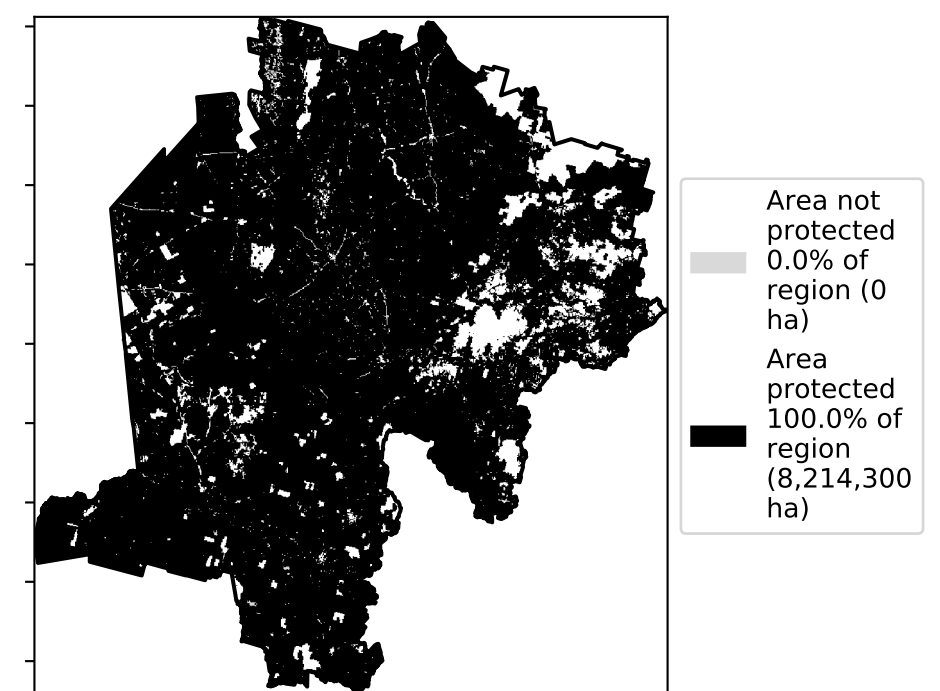 Area not
protected
0.0% of
region (0
ha)
Area
protected
100.0% of
region
(8,214,300
ha)